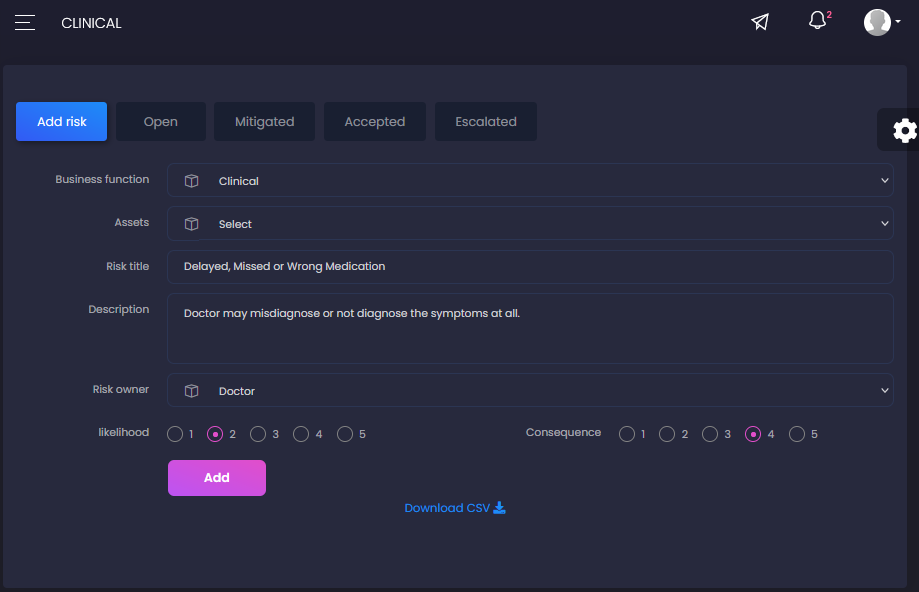 CLINICAL
2
Add risk Open Mitigated Accepted Escalated
Business function Clinical
Assets Select
Risk title Delayed, Missed or Wrong Medication
Description Doctor may misdiagnose or not diagnose the symptoms at all.
Risk owner Doctor
likelihood 1 2 3 4 5 Consequence 1 2 3 4 5
Add
Download CSV